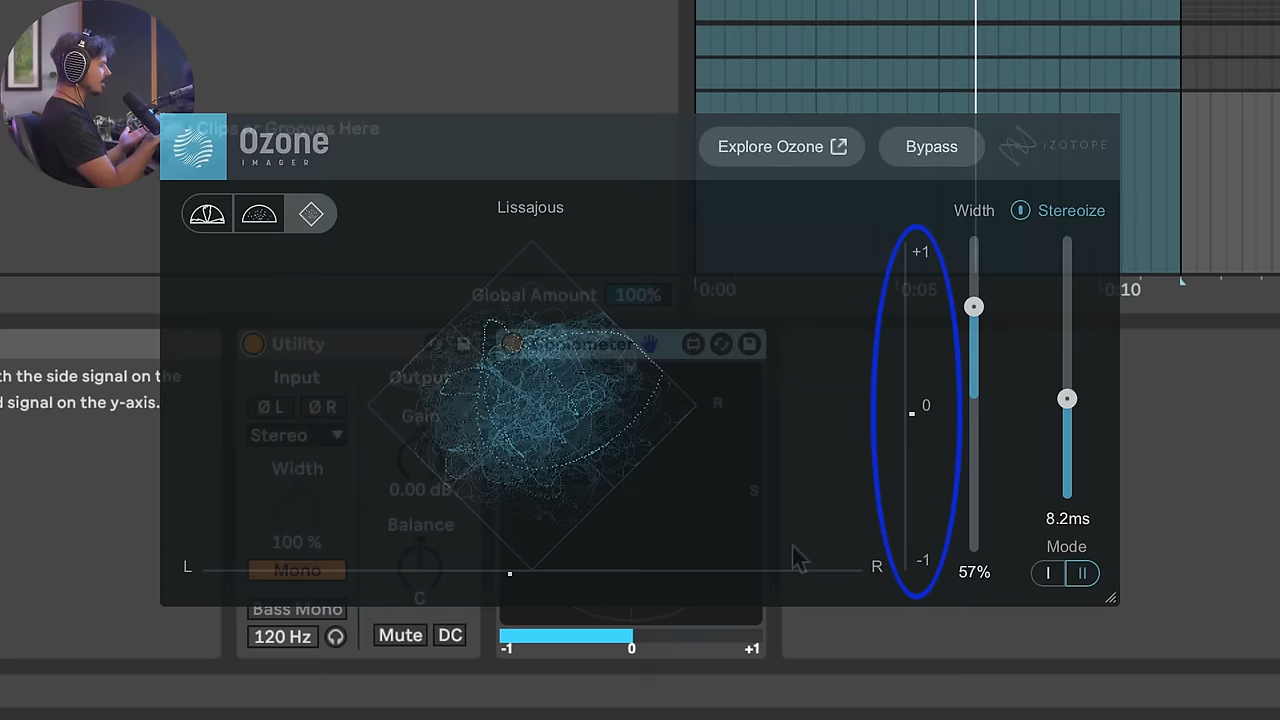 Clips or Grooves Here
Ozone
IMAGER
Explore Ozone
Bypass
iZOTOPE
Lissajous
Width
Stereoize
+1
0
-1
57%
8.2ms
Mode
I II
L
R
0:00
0:05
0:10
Global Amount 100%
th the side signal on the
d signal on the y-axis.
Utility
Input
Ø L
Ø R
Stereo
Width
100 %
Mono
Bass Mono
120 Hz
Output
Gain
0.00 dB
Balance
C
Mute
DC
R
S
-1
0
+1